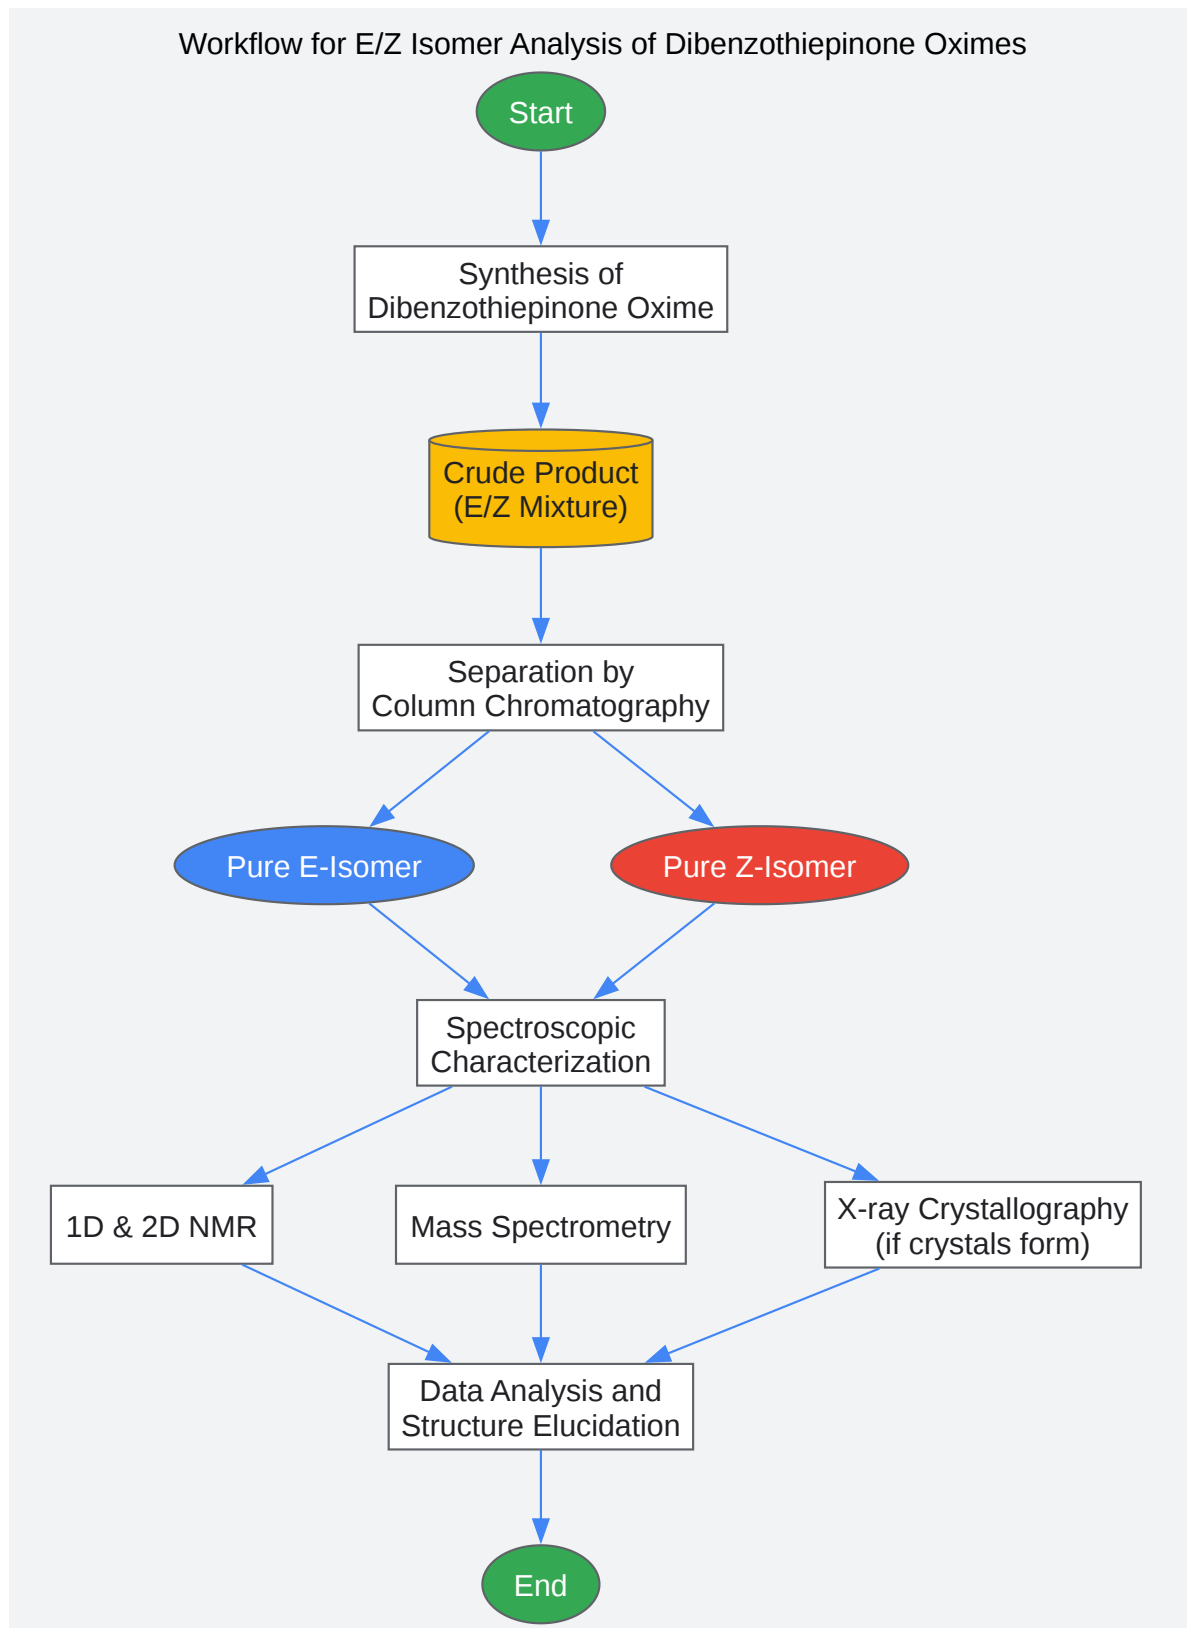 Workflow for E/Z Isomer Analysis of Dibenzothiepinone Oximes
Start
Synthesis of
Dibenzothiepinone Oxime
Crude Product
(E/Z Mixture)
Separation by
Column Chromatography
Pure E-Isomer
Pure Z-Isomer
Spectroscopic
Characterization
1D & 2D NMR
Mass Spectrometry
X-ray Crystallography
(if crystals form)
Data Analysis and
Structure Elucidation
End